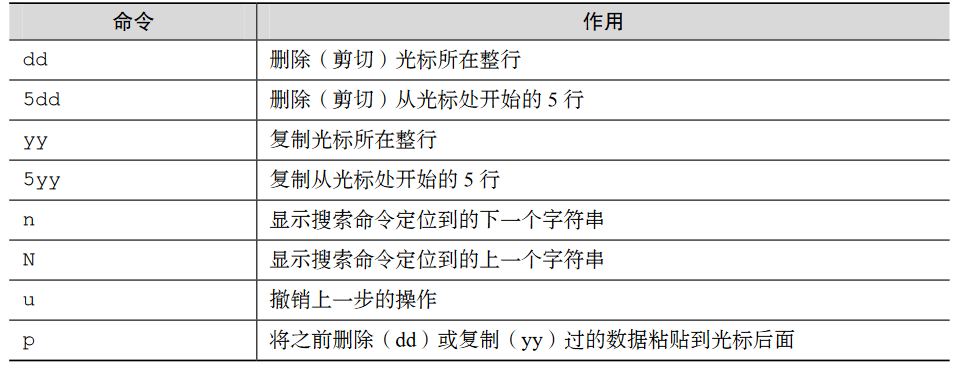 命令 作用
dd 删除（剪切）光标所在整行
5dd 删除（剪切）从光标处开始的 5 行
yy 复制光标所在整行
5yy 复制从光标处开始的 5 行
n 显示搜索命令定位到的下一个字符串
N 显示搜索命令定位到的上一个字符串
u 撤销上一步的操作
p 将之前删除（dd）或复制（yy）过的数据粘贴到光标后面